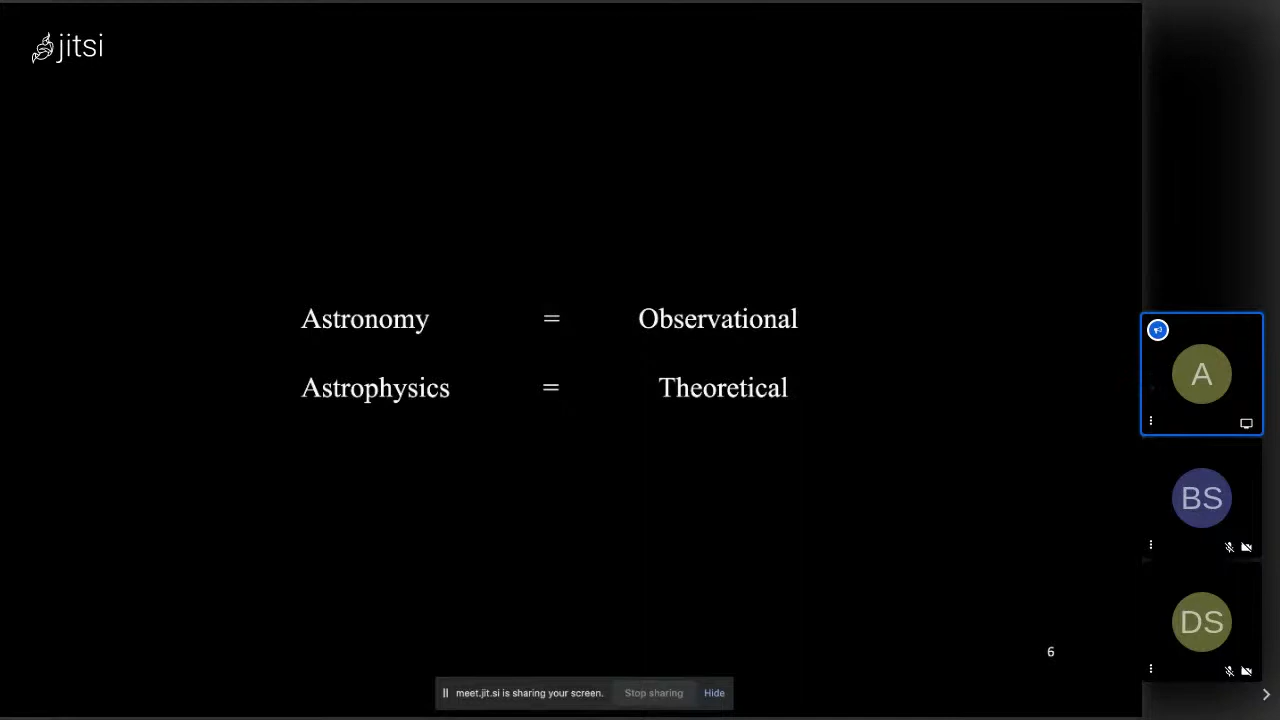 jitsi
Astronomy = Observational
Astrophysics = Theoretical
A
BS
DS
6
meet.jit.si is sharing your screen. Stop sharing Hide